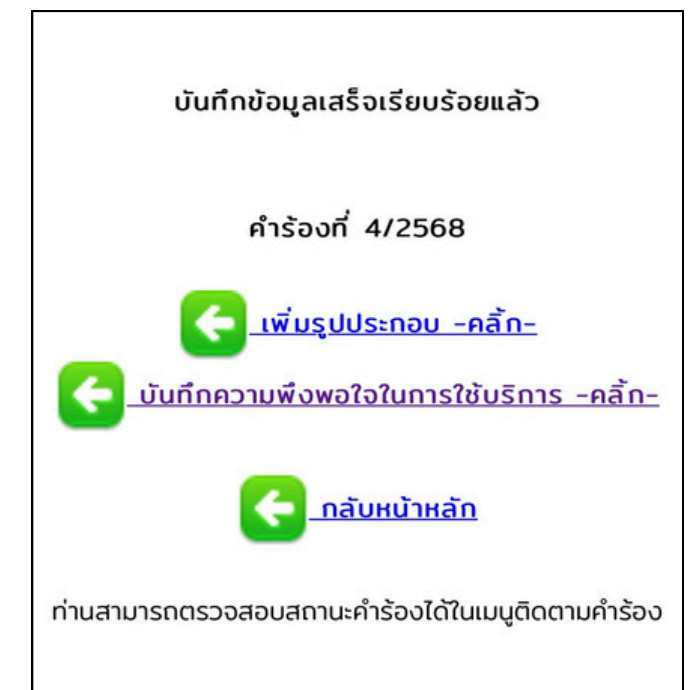 บันทึกข้อมูลเสร็จเรียบร้อยแล้ว
คำร้องที่ 4/2568
เพิ่มรูปประกอบ -คลิ้ก-
บันทึกความพึงพอใจในการใช้บริการ -คลิ้ก-
กลับหน้าหลัก
ท่านสามารถตรวจสอบสถานะคำร้องได้ในเมนูติดตามคำร้อง